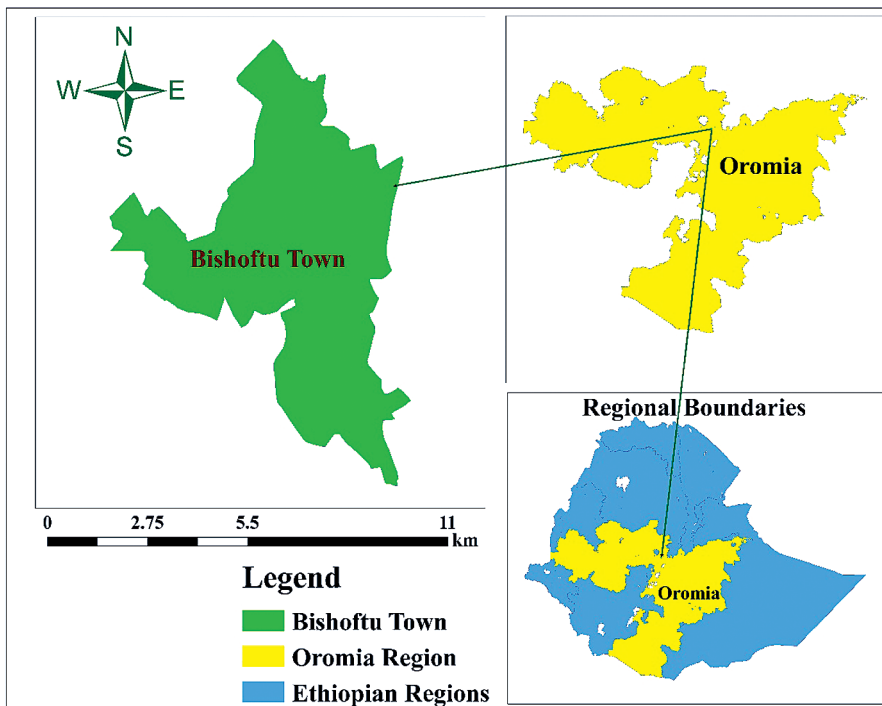 N
W E
S
Bishoftu Town
Oromia
Regional Boundaries
Oromia
0 2.75 5.5 11
km
Legend
Bishoftu Town
Oromia Region
Ethiopian Regions